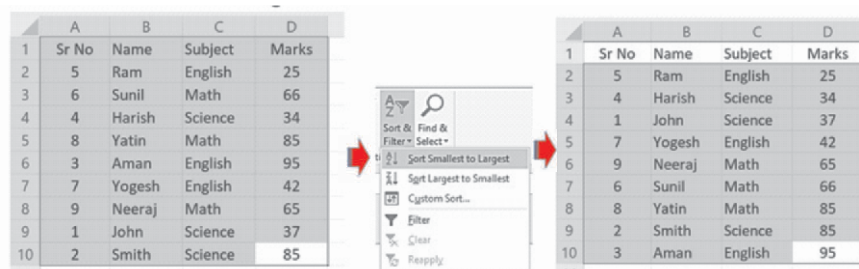 A B C D
1 Sr No Name Subject Marks
2 5 Ram English 25
3 6 Sunil Math 66
4 4 Harish Science 34
5 8 Yatin Math 85
6 3 Aman English 95
7 7 Yogesh English 42
8 9 Neeraj Math 65
9 1 John Science 37
10 2 Smith Science 85
Sort & Find &
Filter Select
Sort Smallest to Largest
Sort Largest to Smallest
Custom Sort...
Filter
Clear
Reapply
A B C D
1 Sr No Name Subject Marks
2 5 Ram English 25
3 4 Harish Science 34
4 1 John Science 37
5 7 Yogesh English 42
6 9 Neeraj Math 65
7 6 Sunil Math 66
8 8 Yatin Math 85
9 2 Smith Science 85
10 3 Aman English 95